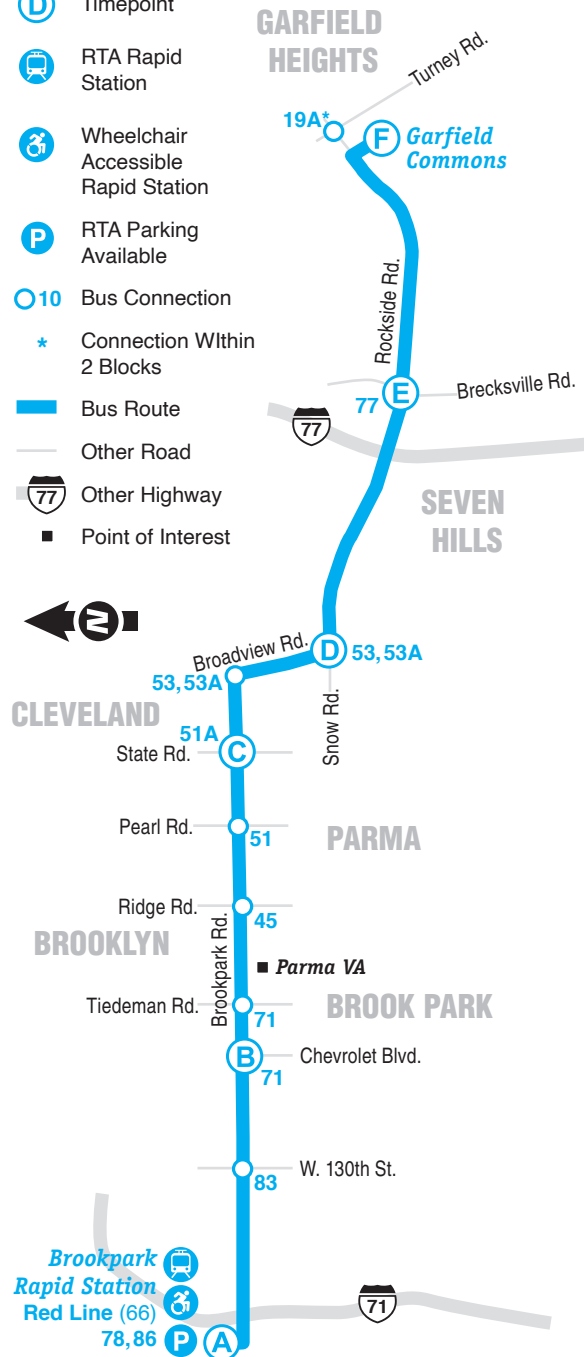 D Timepoint
RTA Rapid
Station
Wheelchair
Accessible
Rapid Station
P RTA Parking
Available
10 Bus Connection
* Connection WIthin
2 Blocks
Bus Route
Other Road
77 Other Highway
Point of Interest
N
GARFIELD
HEIGHTS
Turney Rd.
19A*
F Garfield
Commons
Rockside Rd.
77 E Brecksville Rd.
77
SEVEN
HILLS
Broadview Rd.
D 53, 53A
53, 53A
Snow Rd.
CLEVELAND
51A
State Rd. C
Pearl Rd.
51
PARMA
Ridge Rd.
45
BROOKLYN
Brookpark Rd.
Parma VA
Tiedeman Rd.
71
BROOK PARK
B Chevrolet Blvd.
71
W. 130th St.
83
Brookpark
Rapid Station
Red Line (66)
78, 86 P A
71